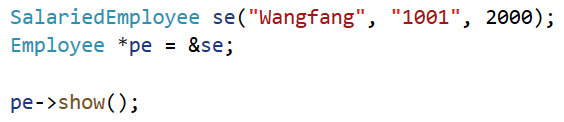 SalariedEmployee se("Wangfang", "1001", 2000);
Employee *pe = &se;
pe->show();